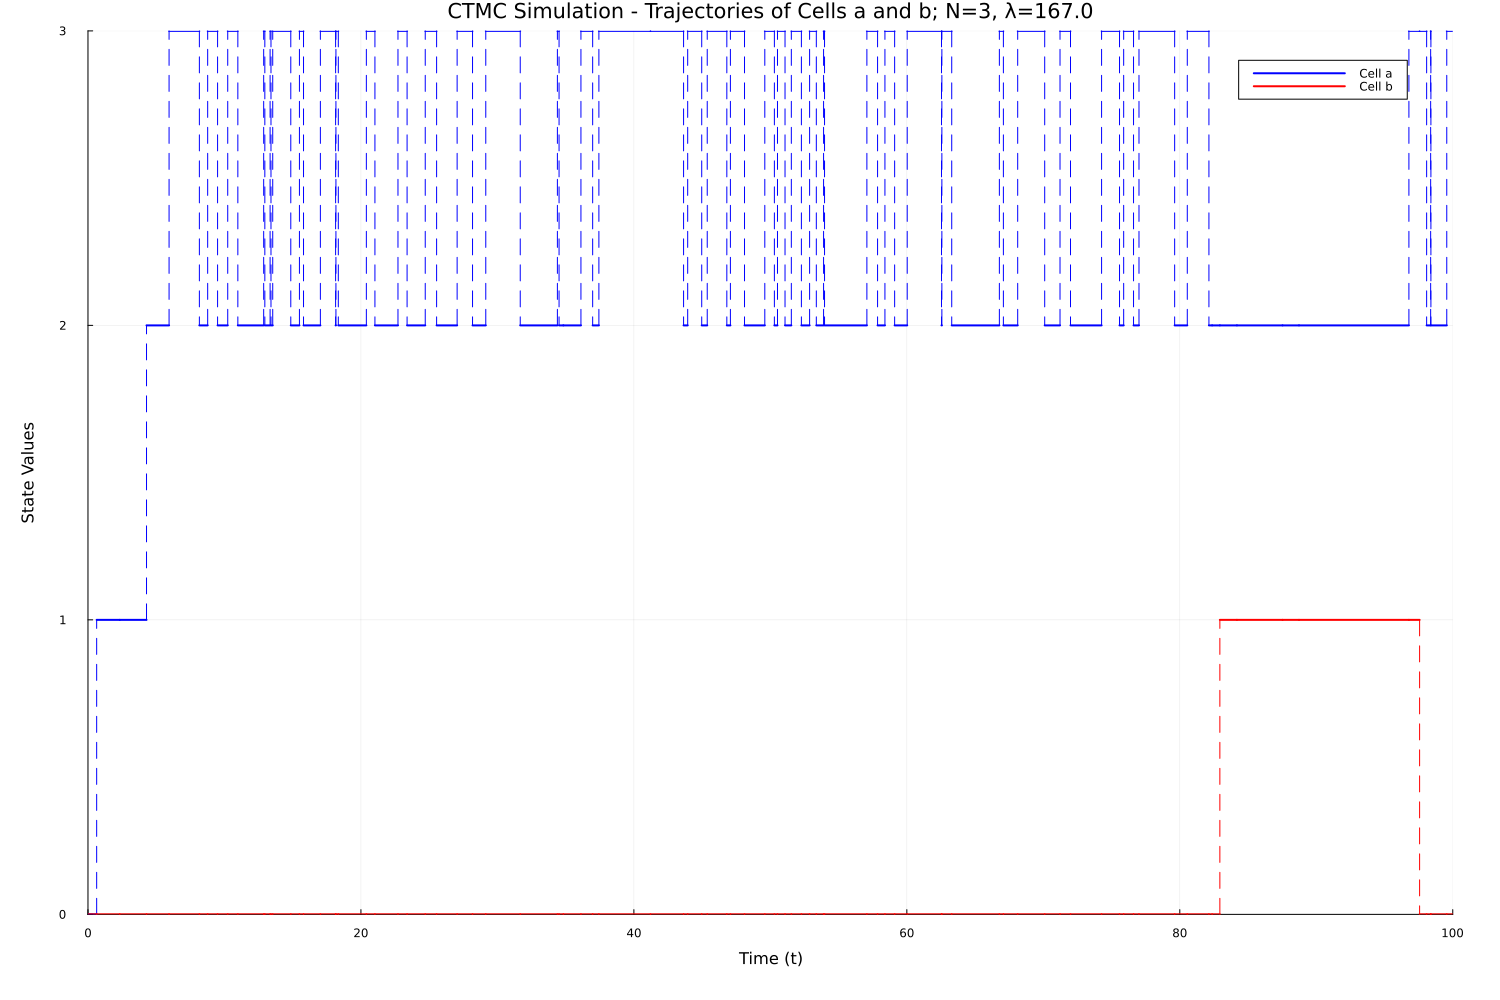 CTMC Simulation - Trajectories of Cells a and b; N=3, λ=167.0
3
Cell a
Cell b
2
State Values
1
0
0 20 40 60 80 100
Time (t)